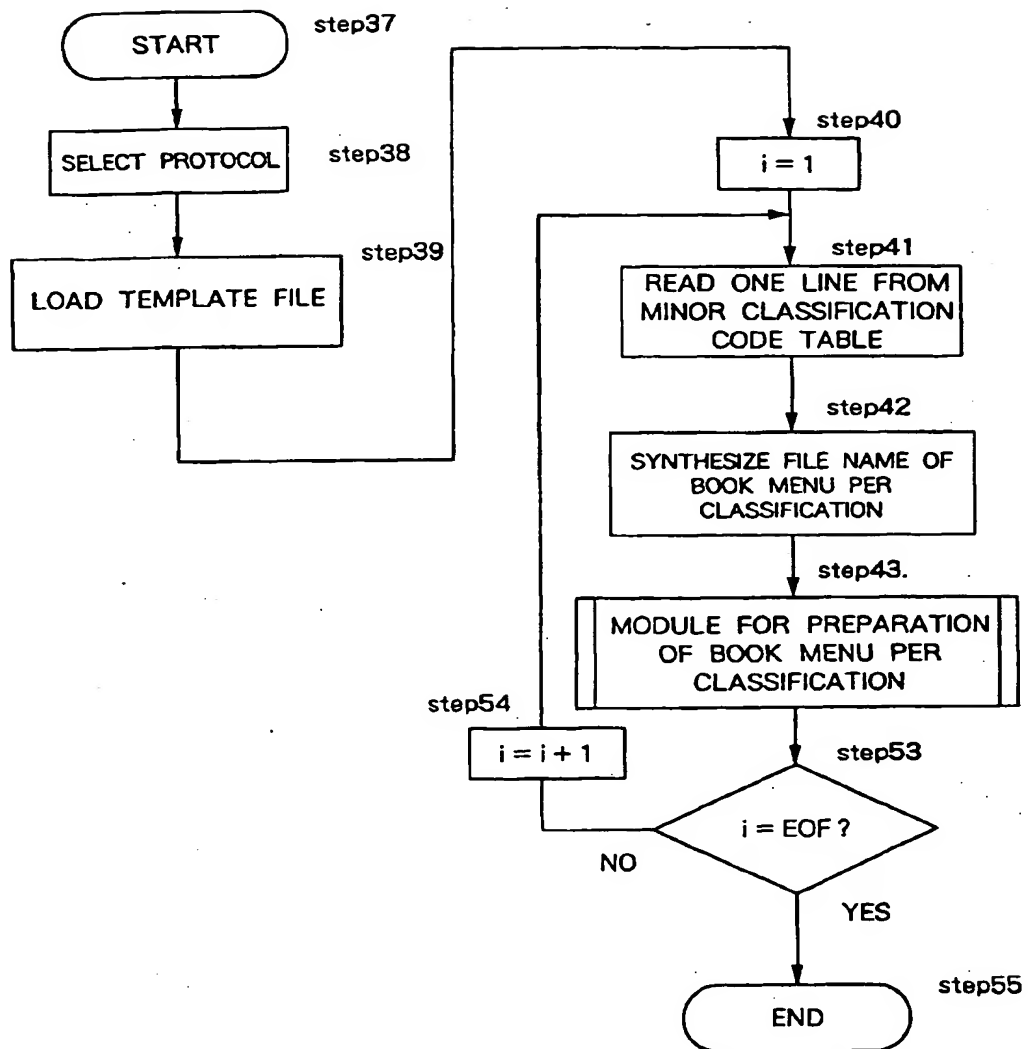 START
step37
SELECT PROTOCOL
step38
step39
LOAD TEMPLATE FILE
step40
i = 1
step41
READ ONE LINE FROM
MINOR CLASSIFICATION
CODE TABLE
step42
SYNTHESIZE FILE NAME OF
BOOK MENU PER
CLASSIFICATION
step43.
MODULE FOR PREPARATION
OF BOOK MENU PER
CLASSIFICATION
step54
i = i + 1
step53
i = EOF ?
NO
YES
step55
END